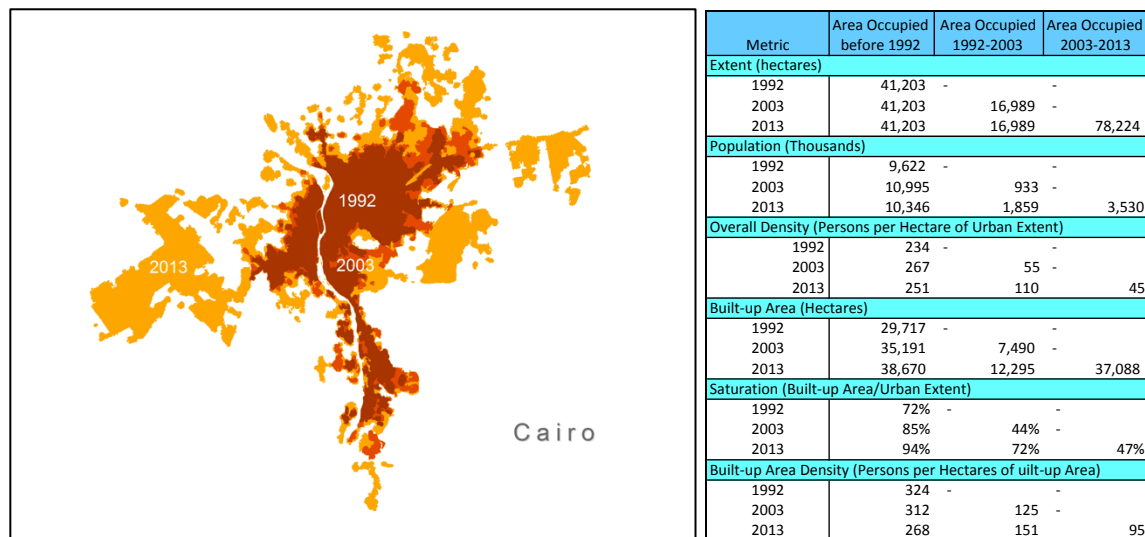 1992
2003
2013
Cairo
Metric Area Occupied before 1992 Area Occupied 1992-2003 Area Occupied 2003-2013
Extent (hectares)
1992 41,203 - -
2003 41,203 16,989 -
2013 41,203 16,989 78,224
Population (Thousands)
1992 9,622 - -
2003 10,995 933 -
2013 10,346 1,859 3,530
Overall Density (Persons per Hectare of Urban Extent)
1992 234 - -
2003 267 55 -
2013 251 110 45
Built-up Area (Hectares)
1992 29,717 - -
2003 35,191 7,490 -
2013 38,670 12,295 37,088
Saturation (Built-up Area/Urban Extent)
1992 72% - -
2003 85% 44% -
2013 94% 72% 47%
Built-up Area Density (Persons per Hectares of uilt-up Area)
1992 324 - -
2003 312 125 -
2013 268 151 95